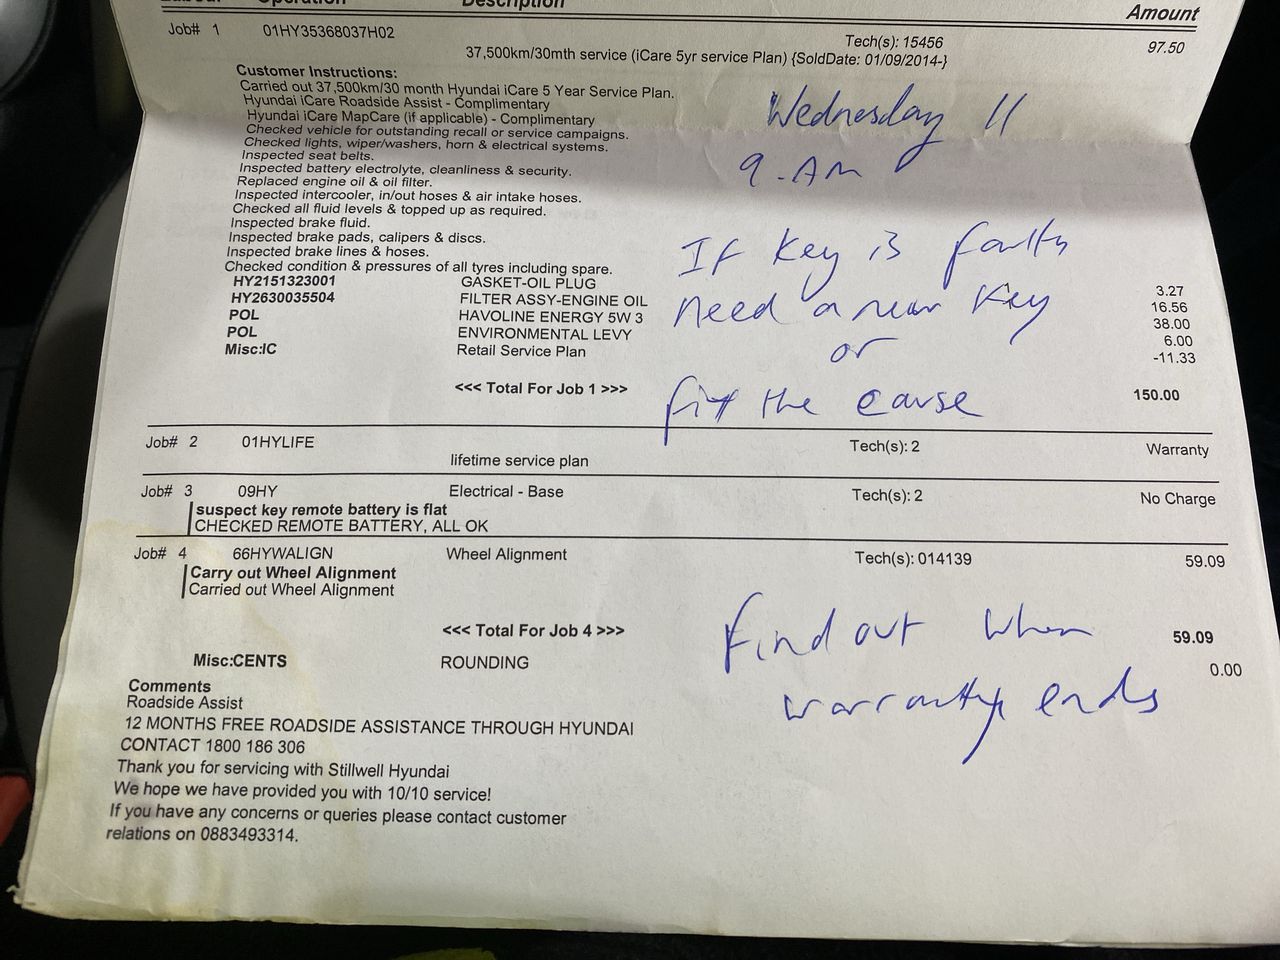 Operation Description Amount
Job# 1 01HY35368037H02 Tech(s): 15456 97.50
37,500km/30mth service (iCare 5yr service Plan) {SoldDate: 01/09/2014-}
Customer Instructions:
Carried out 37,500km/30 month Hyundai iCare 5 Year Service Plan.
Hyundai iCare Roadside Assist - Complimentary
Hyundai iCare MapCare (if applicable) - Complimentary
Checked vehicle for outstanding recall or service campaigns.
Checked lights, wiper/washers, horn & electrical systems.
Inspected seat belts.
Inspected battery electrolyte, cleanliness & security.
Replaced engine oil & oil filter.
Inspected intercooler, in/out hoses & air intake hoses.
Checked all fluid levels & topped up as required.
Inspected brake fluid.
Inspected brake pads, calipers & discs.
Inspected brake lines & hoses.
Checked condition & pressures of all tyres including spare.
Wednesday 11
9.AM
If key is faulty
need a new key
or
fix the cause
HY2151323001 GASKET-OIL PLUG 3.27
HY2630035504 FILTER ASSY-ENGINE OIL 16.56
POL HAVOLINE ENERGY 5W 3 38.00
POL ENVIRONMENTAL LEVY 6.00
Misc:IC Retail Service Plan -11.33
<<< Total For Job 1 >>> 150.00
Job# 2 01HYLIFE Tech(s): 2 Warranty
lifetime service plan
Job# 3 09HY Electrical - Base Tech(s): 2 No Charge
suspect key remote battery is flat
CHECKED REMOTE BATTERY, ALL OK
Job# 4 66HYWALIGN Wheel Alignment Tech(s): 014139 59.09
Carry out Wheel Alignment
Carried out Wheel Alignment
<<< Total For Job 4 >>> 59.09
Misc:CENTS ROUNDING 0.00
find out when
warranty ends
Comments
Roadside Assist
12 MONTHS FREE ROADSIDE ASSISTANCE THROUGH HYUNDAI
CONTACT 1800 186 306
Thank you for servicing with Stillwell Hyundai
We hope we have provided you with 10/10 service!
If you have any concerns or queries please contact customer
relations on 0883493314.